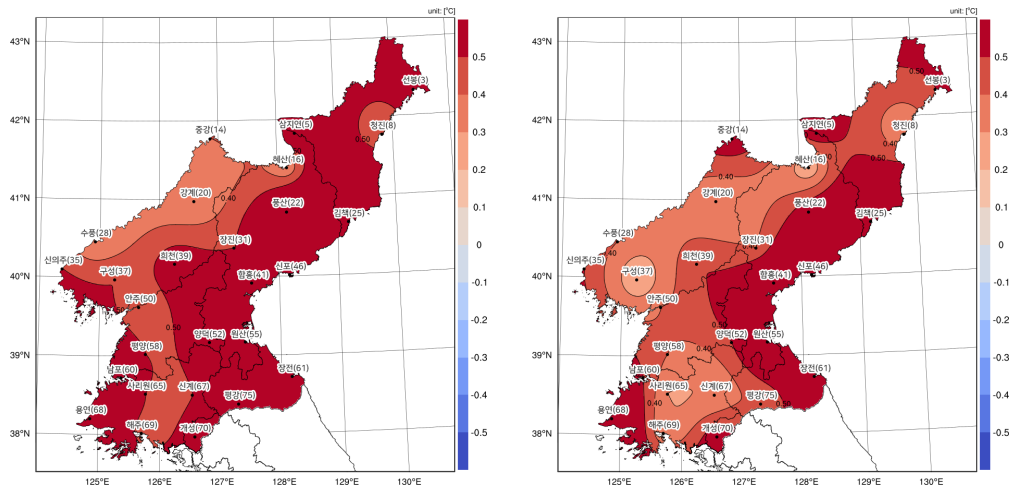 unit: [°C]
43°N
42°N
41°N
40°N
39°N
38°N
125°E
126°E
127°E
128°E
129°E
130°E
선봉(3)
삼지연(5)
청진(8)
중강(14)
혜산(16)
강계(20)
풍산(22)
김책(25)
수풍(28)
장진(31)
신의주(35)
구성(37)
희천(39)
함흥(41)
신포(46)
안주(50)
양덕(52)
원산(55)
평양(58)
남포(60)
장전(61)
사리원(65)
신계(67)
용연(68)
해주(69)
개성(70)
평강(75)
0.50
0.40
0.50
0.5
0.4
0.3
0.2
0.1
0
-0.1
-0.2
-0.3
-0.4
-0.5
unit: [°C]
43°N
42°N
41°N
40°N
39°N
38°N
125°E
126°E
127°E
128°E
129°E
130°E
선봉(3)
삼지연(5)
청진(8)
중강(14)
혜산(16)
강계(20)
풍산(22)
김책(25)
수풍(28)
장진(31)
신의주(35)
구성(37)
희천(39)
함흥(41)
신포(46)
안주(50)
양덕(52)
원산(55)
평양(58)
남포(60)
장전(61)
사리원(65)
신계(67)
용연(68)
해주(69)
개성(70)
평강(75)
0.50
0.40
0.50
0.40
0.40
0.40
0.50
0.5
0.4
0.3
0.2
0.1
0
-0.1
-0.2
-0.3
-0.4
-0.5